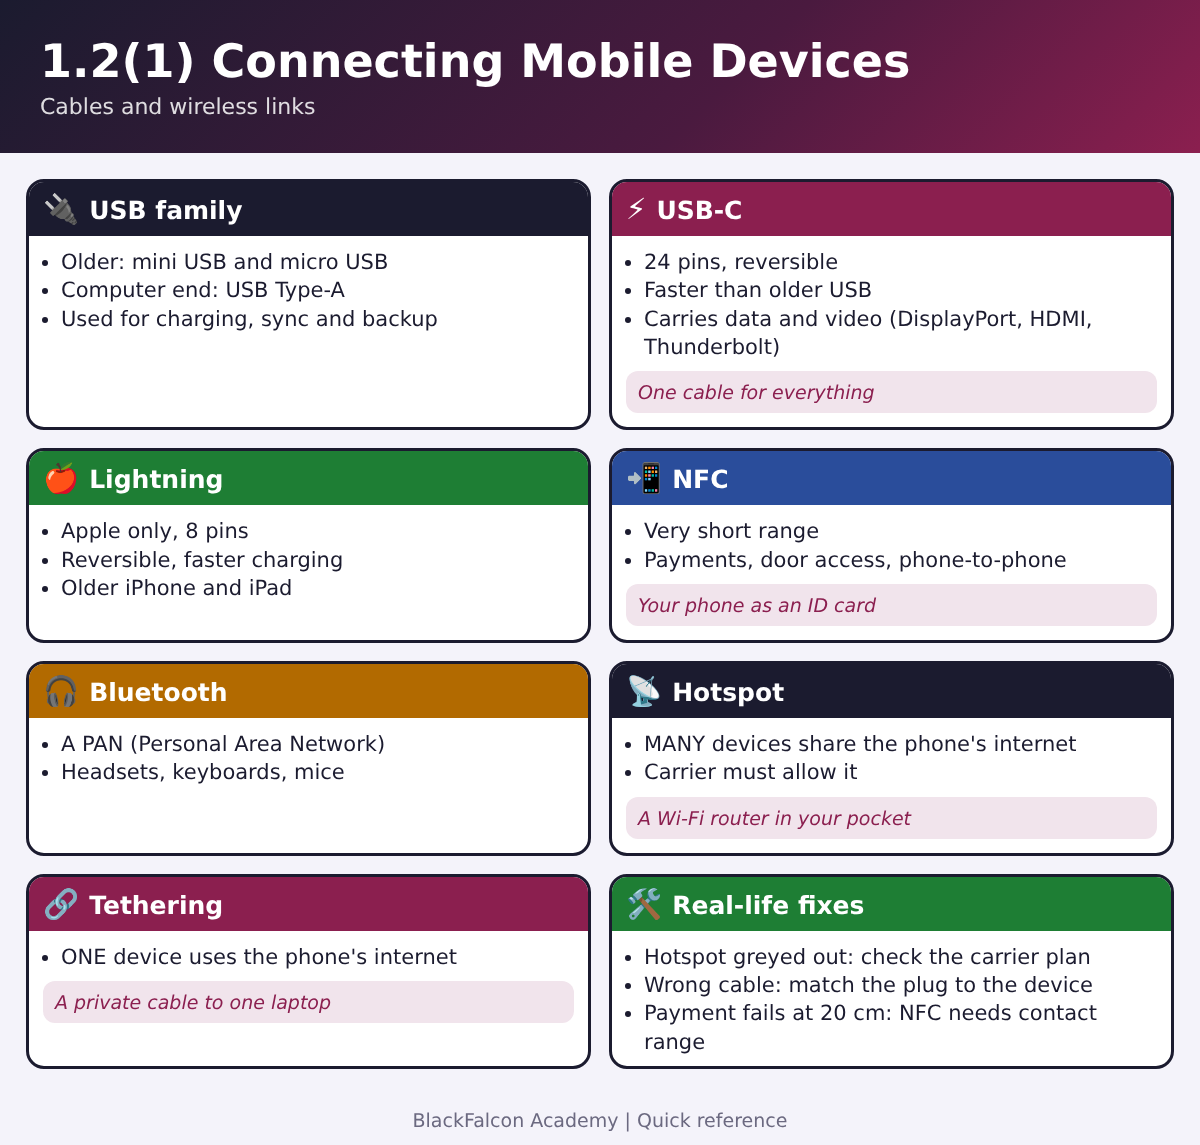 1.2(1) Connecting Mobile Devices
Cables and wireless links
USB family
• Older: mini USB and micro USB
• Computer end: USB Type-A
• Used for charging, sync and backup
USB-C
• 24 pins, reversible
• Faster than older USB
• Carries data and video (DisplayPort, HDMI,
Thunderbolt)
One cable for everything
Lightning
• Apple only, 8 pins
• Reversible, faster charging
• Older iPhone and iPad
NFC
• Very short range
• Payments, door access, phone-to-phone
Your phone as an ID card
Bluetooth
• A PAN (Personal Area Network)
• Headsets, keyboards, mice
Hotspot
• MANY devices share the phone's internet
• Carrier must allow it
A Wi-Fi router in your pocket
Tethering
• ONE device uses the phone's internet
A private cable to one laptop
Real-life fixes
• Hotspot greyed out: check the carrier plan
• Wrong cable: match the plug to the device
• Payment fails at 20 cm: NFC needs contact
range
BlackFalcon Academy | Quick reference